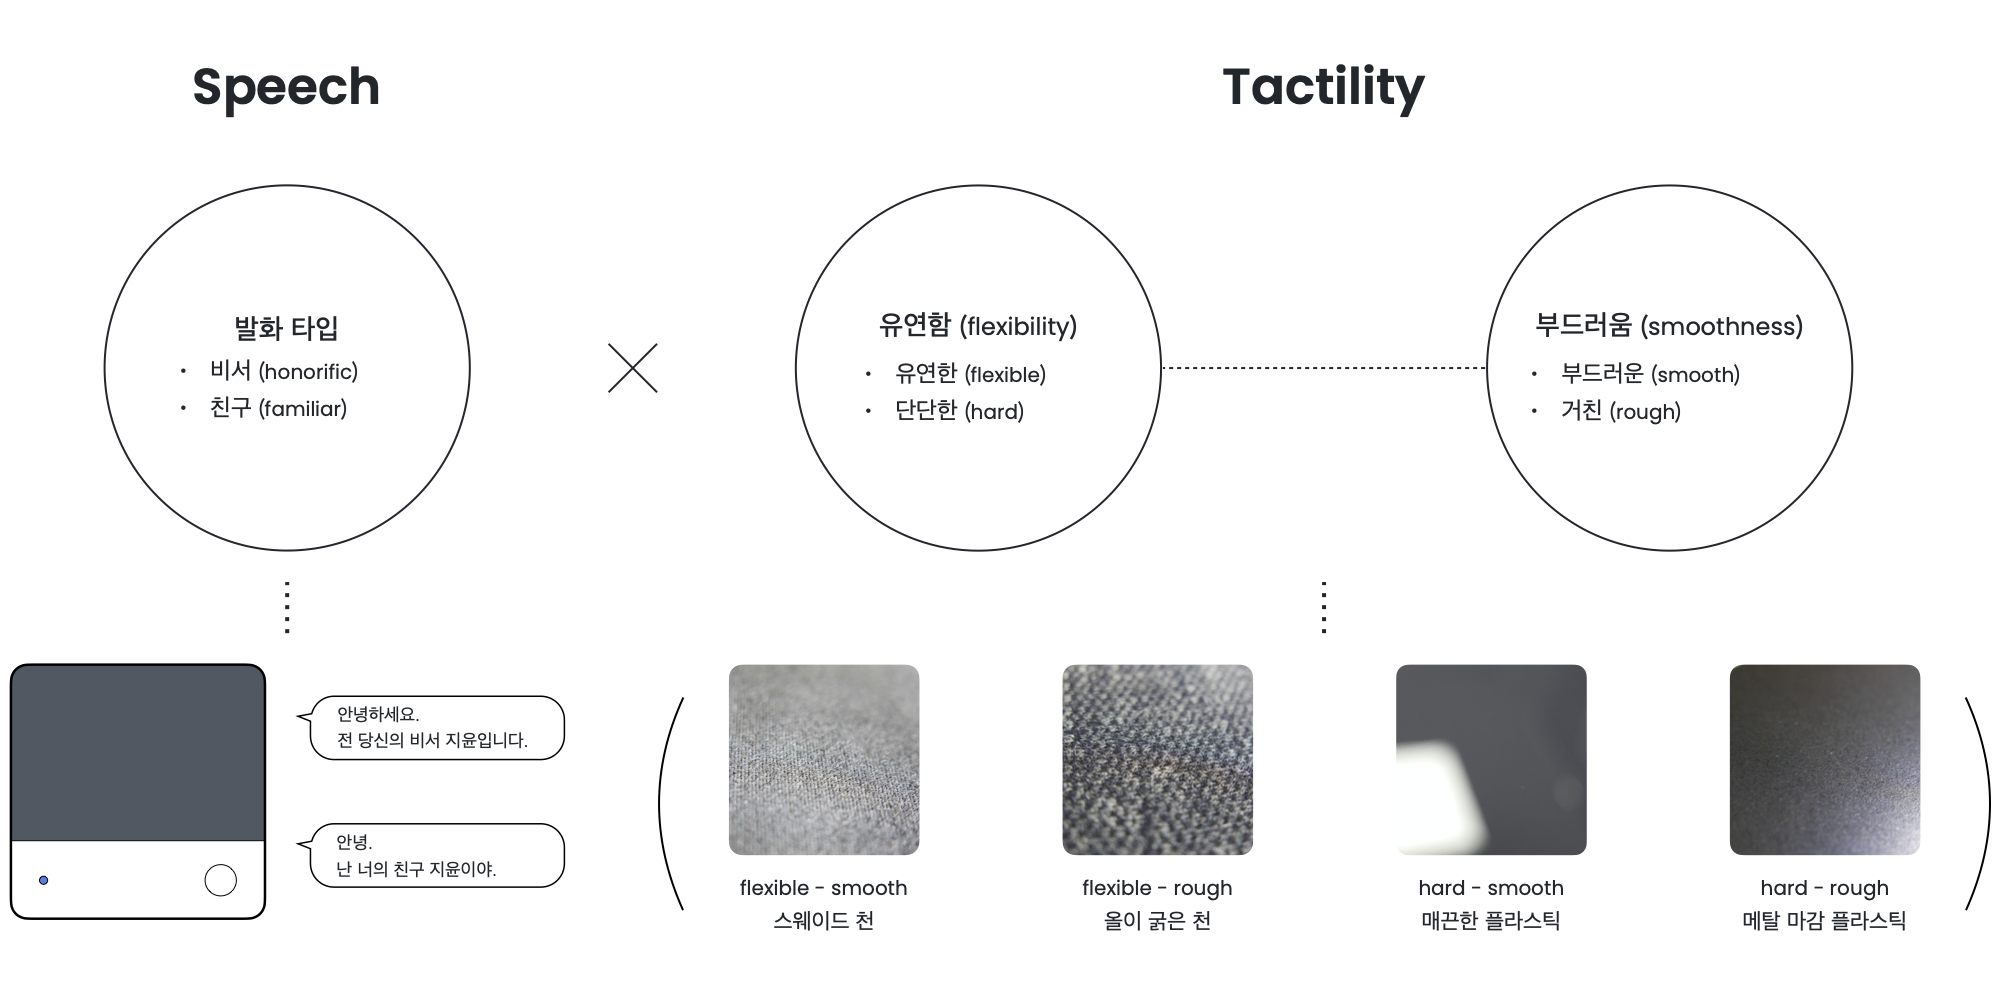 Speech
Tactility
발화 타입
• 비서 (honorific)
• 친구 (familiar)
유연함 (flexibility)
• 유연한 (flexible)
• 단단한 (hard)
부드러움 (smoothness)
• 부드러운 (smooth)
• 거친 (rough)
안녕하세요.
전 당신의 비서 지윤입니다.
안녕.
난 너의 친구 지윤이야.
flexible - smooth
스웨이드 천
flexible - rough
올이 굵은 천
hard - smooth
매끈한 플라스틱
hard - rough
메탈 마감 플라스틱